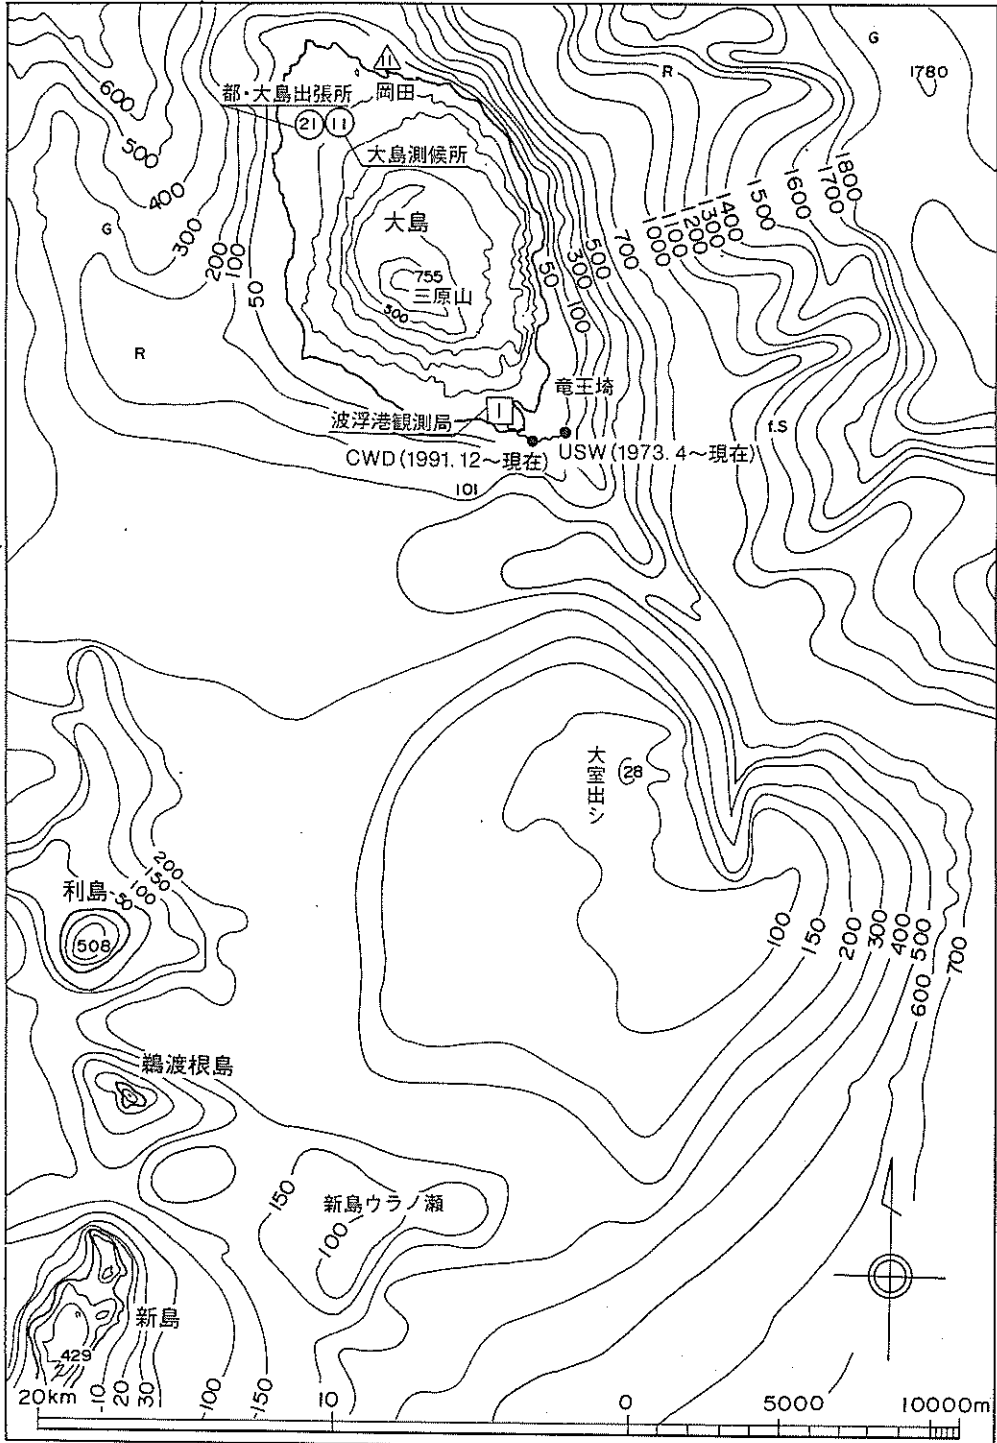 G
R
1780
11
岡田
都・大島出張所
21
11
大島測候所
600
500
400
300
200
100
50
G
R
大島
755
三原山
300
50
100
300
500
700
1000
1100
1200
1300
1400
1500
1600
1700
1800
竜王埼
1
波浮港観測局
f.S
USW (1973. 4〜現在)
CWD (1991. 12〜現在)
101
大室出シ
28
200
150
100
50
利島
508
100
150
200
300
400
500
600
700
鵜渡根島
新島ウラノ瀬
150
100
新島
429
10
20
30
100
150
20km
10
0
5000
10000m